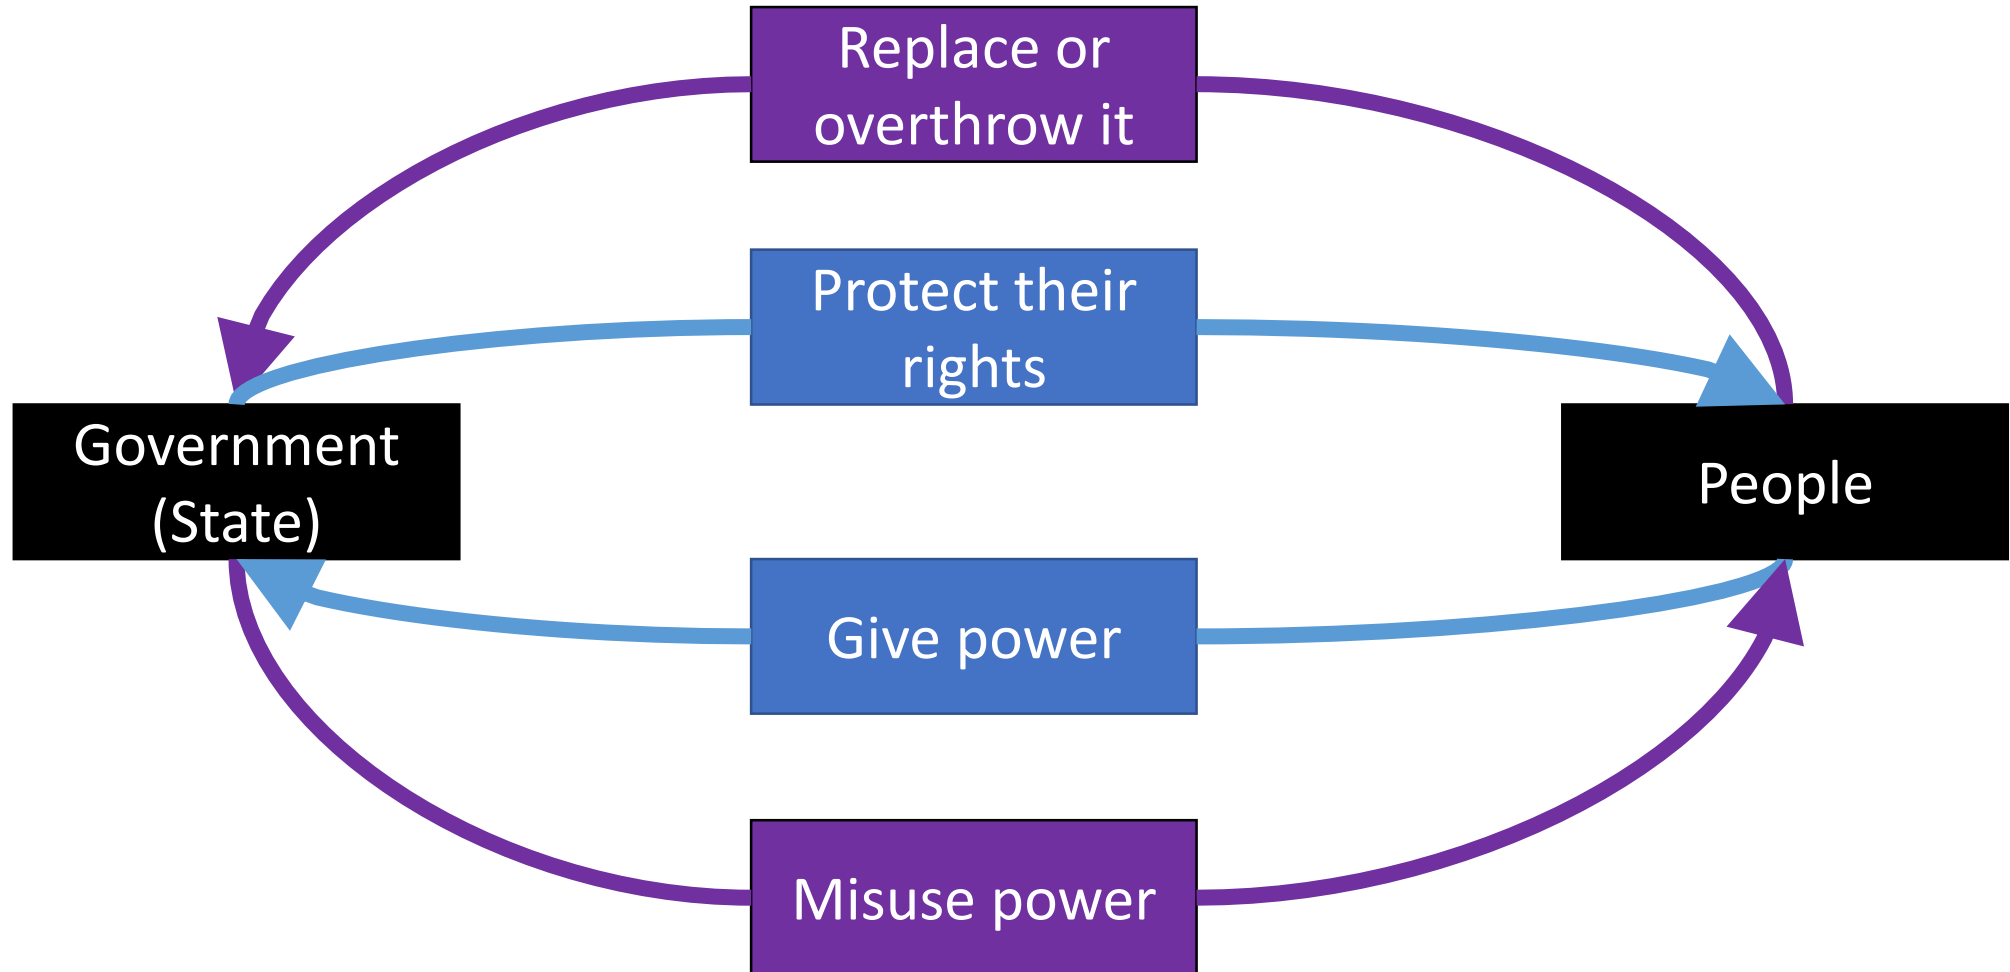 Replace or
overthrow it
Protect their
rights
Government
(State)
People
Give power
Misuse power